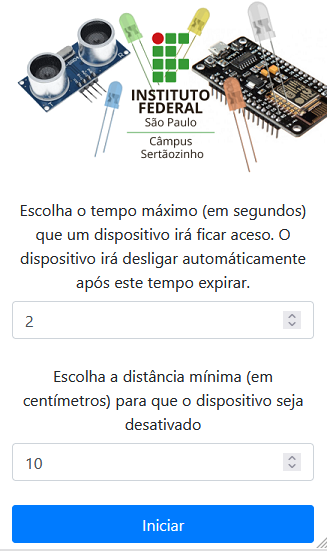 INSTITUTO
FEDERAL
São Paulo
Câmpus
Sertãozinho
Escolha o tempo máximo (em segundos)
que um dispositivo irá ficar aceso. O
dispositivo irá desligar automáticamente
após este tempo expirar.
2
Escolha a distância mínima (em
centímetros) para que o dispositivo seja
desativado
10
Iniciar